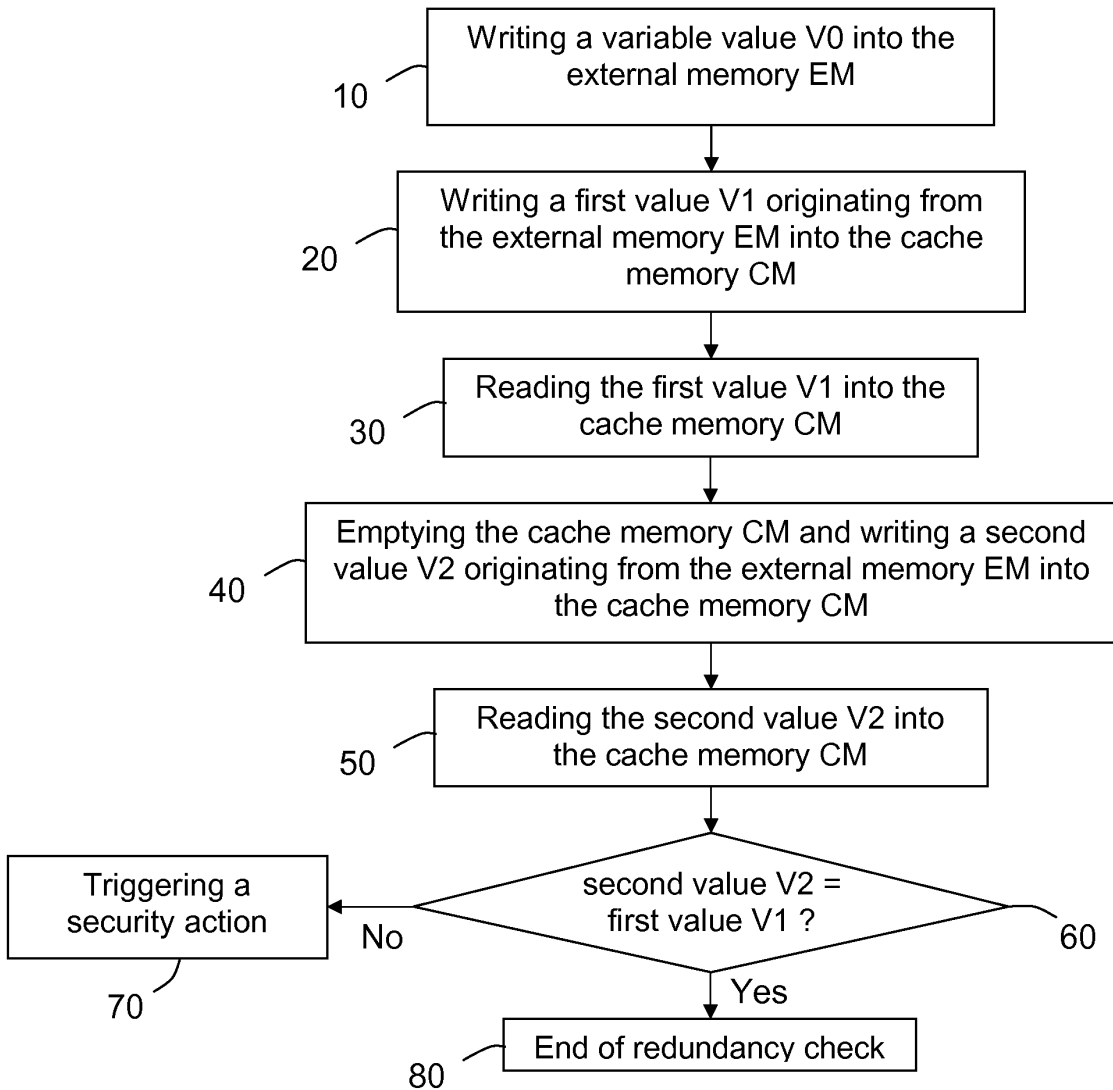 Writing a variable value V0 into the
external memory EM
10
Writing a first value V1 originating from
the external memory EM into the cache
memory CM
20
Reading the first value V1 into the
cache memory CM
30
Emptying the cache memory CM and writing a second
value V2 originating from the external memory EM into
the cache memory CM
40
Reading the second value V2 into
the cache memory CM
50
second value V2 =
first value V1 ?
60
Triggering a
security action
No
70
Yes
End of redundancy check
80